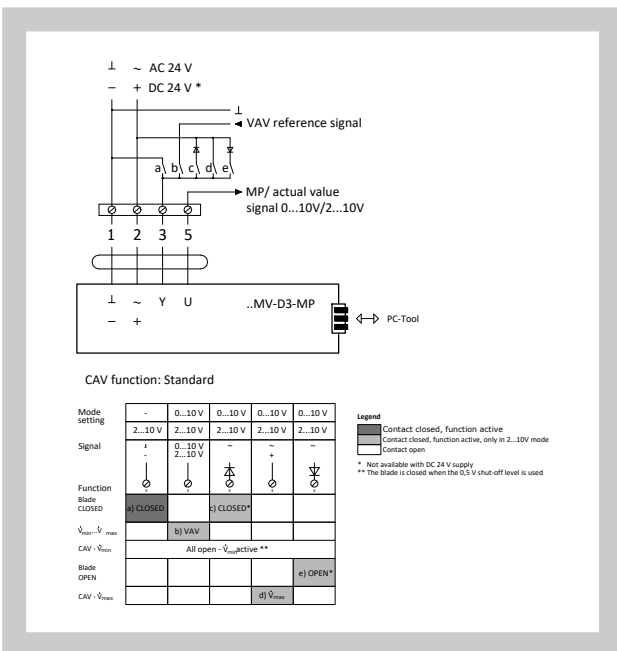 ⊥ ~ AC 24 V
− + DC 24 V *
⊥
VAV reference signal
a b c d e
MP/ actual value
signal 0...10V/2...10V
1 2 3 5
⊥ ~ Y U ..MV-D3-MP
− +
PC-Tool
CAV function: Standard
Mode setting - 0...10 V 0...10 V 0...10 V 0...10 V
2...10 V 2...10 V 2...10 V 2...10 V 2...10 V
Signal ⊥ 0...10 V ~ ~ ~
- 2...10 V +
Function
Blade CLOSED a) CLOSED c) CLOSED*
V̇min...V̇ max b) VAV
CAV - V̇min All open - V̇min active **
Blade OPEN e) OPEN*
CAV - V̇max d) V̇max
Legend
Contact closed, function active
Contact closed, function active, only in 2...10V mode
Contact open
* Not available with DC 24 V supply
** The blade is closed when the 0,5 V shut-off level is used